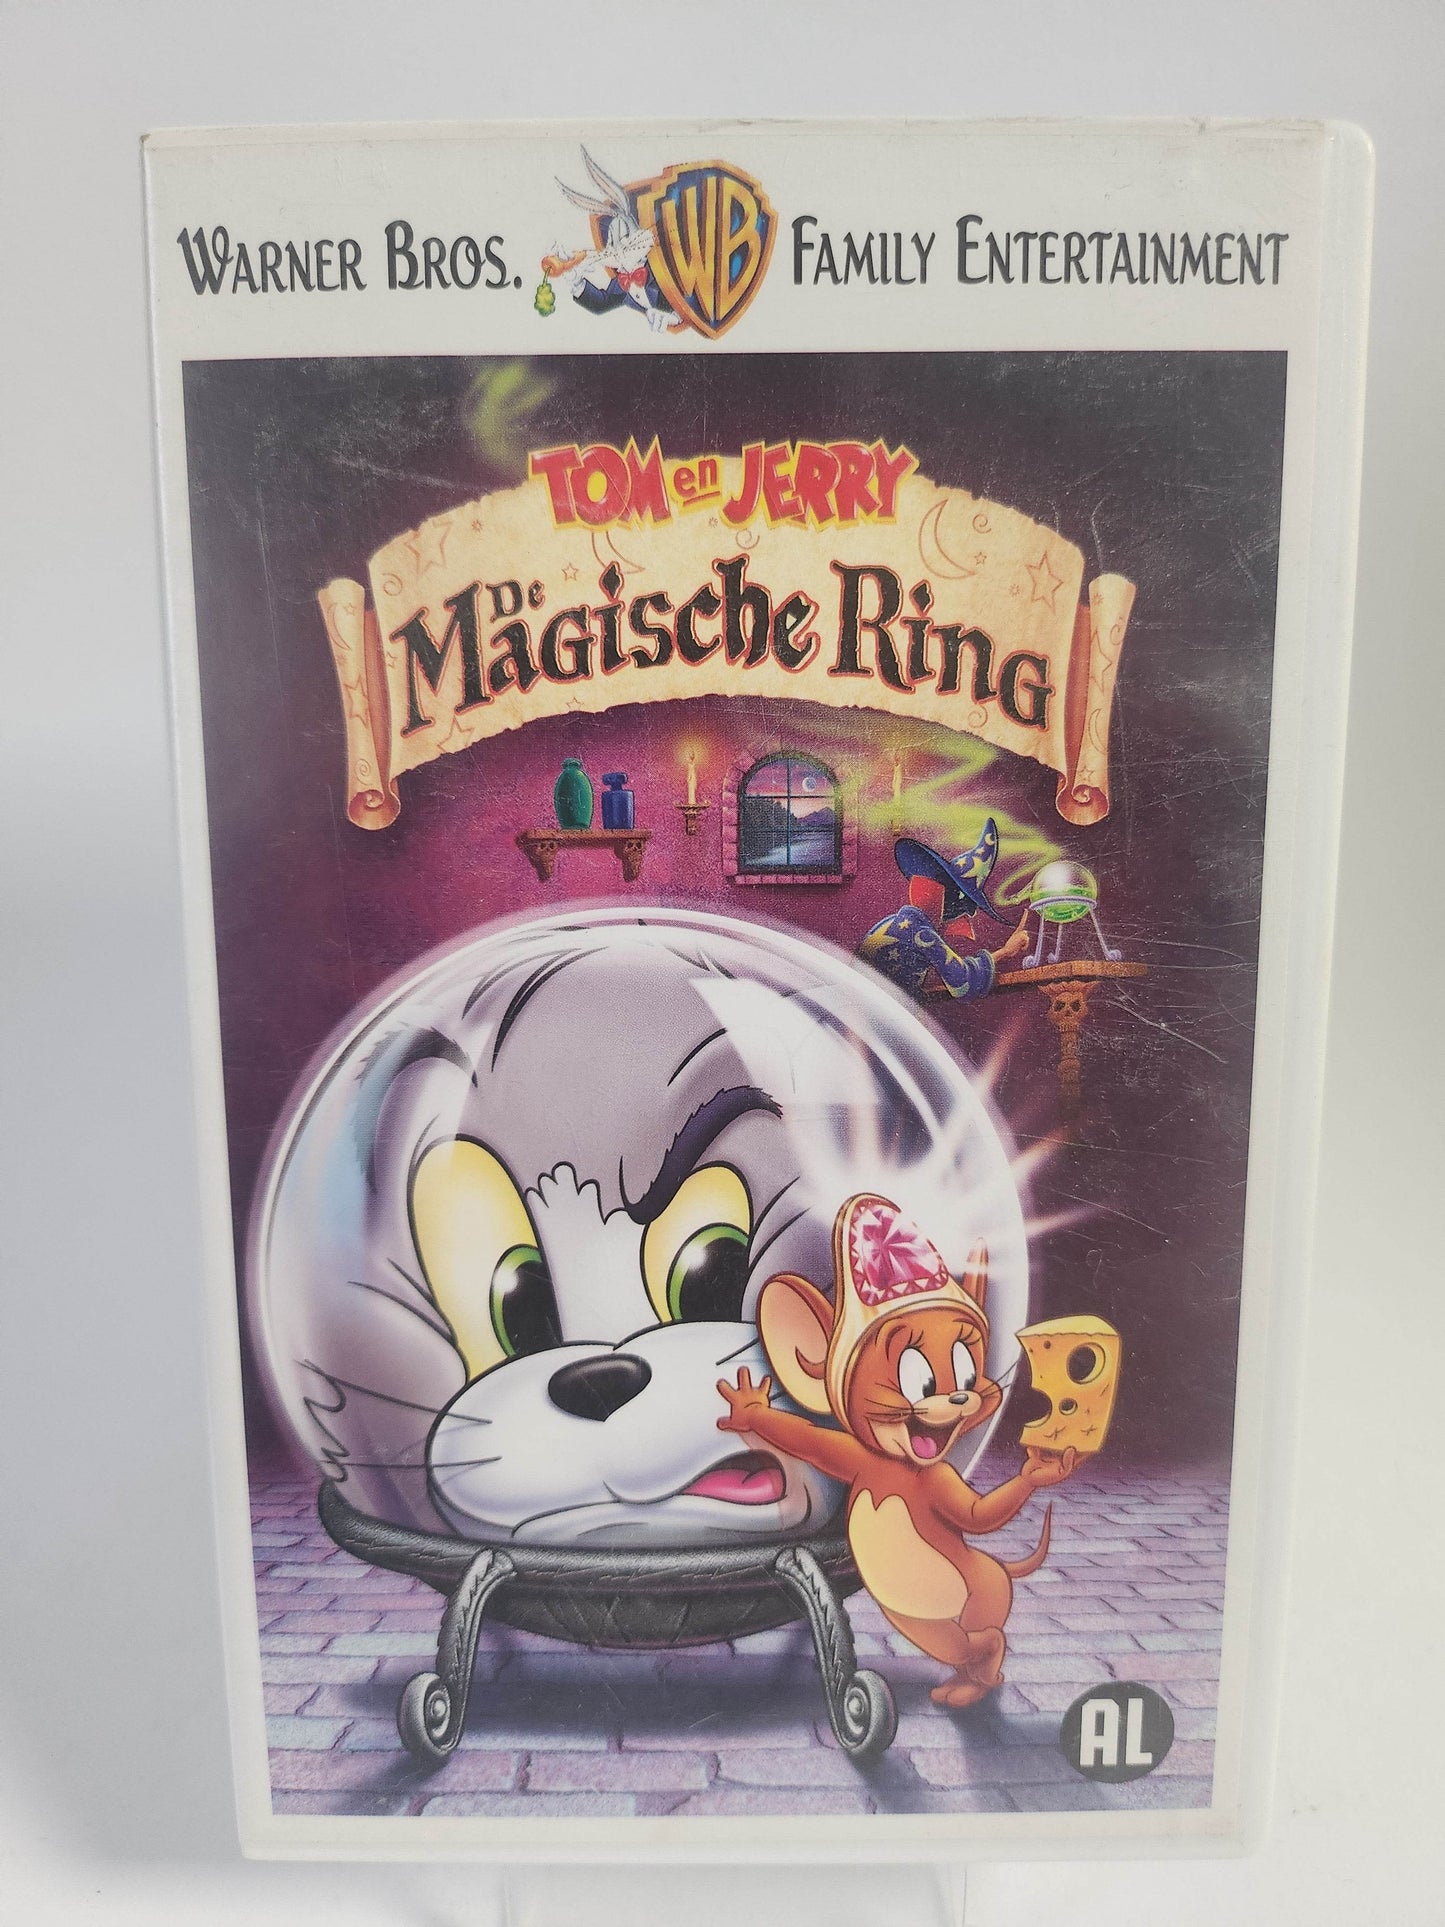 WARNER BROS. WB FAMILY ENTERTAINMENT
TOM en JERRY
De
Magische Ring
AL